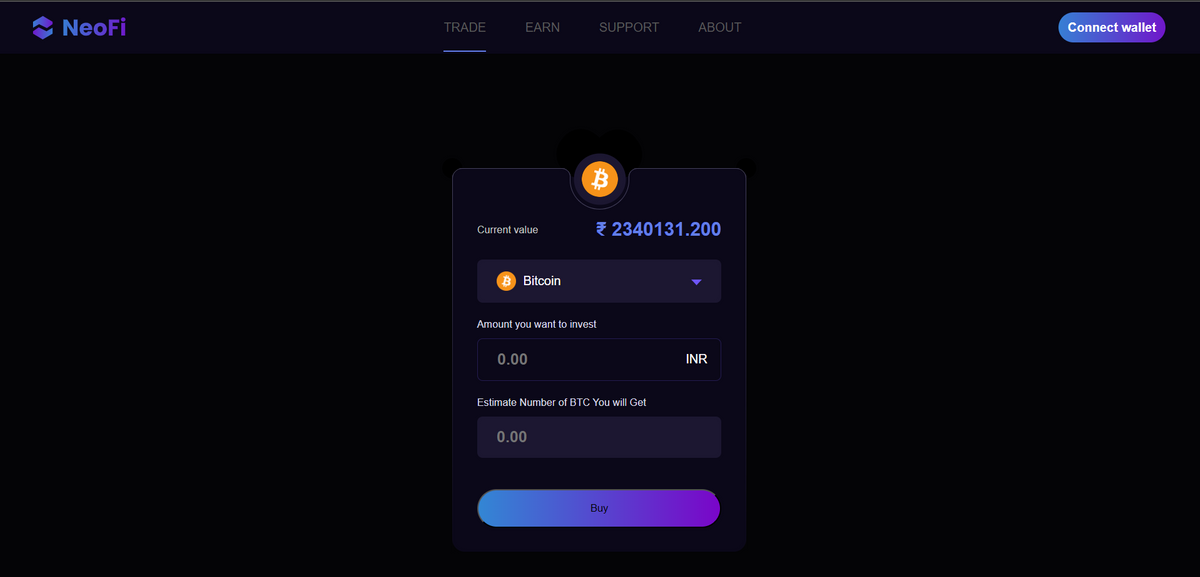 NeoFi
TRADE EARN SUPPORT ABOUT
Connect wallet
Current value ₹ 2340131.200
Bitcoin
Amount you want to invest
0.00 INR
Estimate Number of BTC You will Get
0.00
Buy